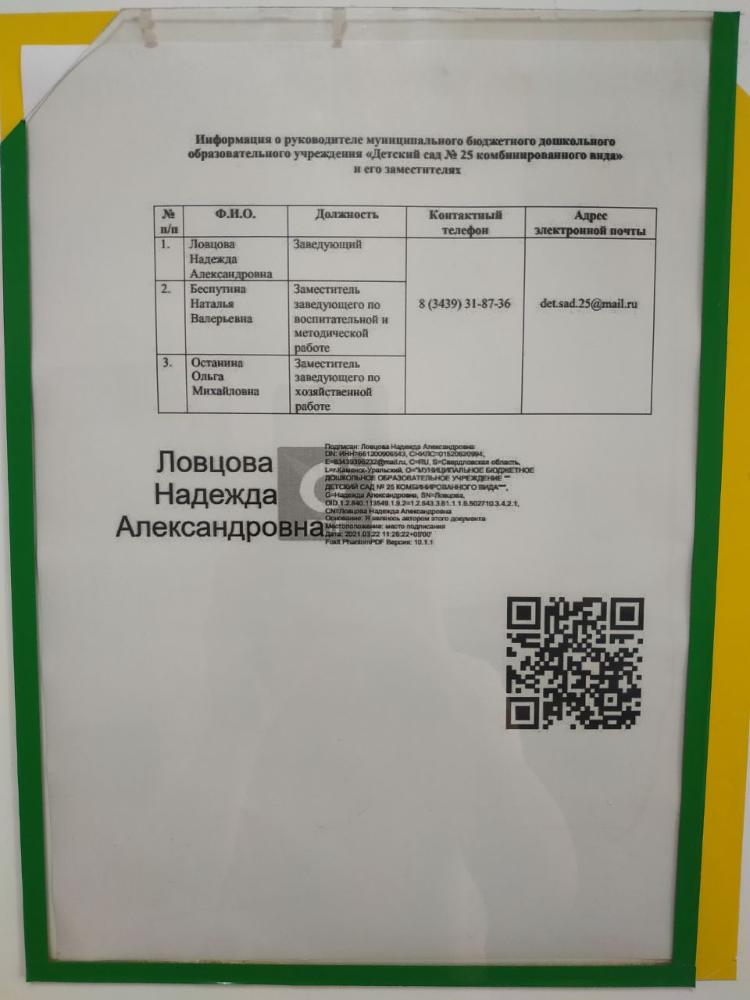 Информация о руководителе муниципального бюджетного дошкольного
образовательного учреждения «Детский сад № 25 комбинированного вида»
и его заместителях
№ п/п
Ф.И.О.
Должность
Контактный телефон
Адрес электронной почты
1.
Ловцова
Надежда
Александровна
Заведующий
2.
Беспутина
Наталья
Валерьевна
Заместитель
заведующего по
воспитательной и
методической
работе
3.
Останина
Ольга
Михайловна
Заместитель
заведующего по
хозяйственной
работе
8 (3439) 31-87-36
det.sad.25@mail.ru
Ловцова
Надежда
Александровна
Подписан: Ловцова Надежда Александровна
DN: ИНН=661200906543, СНИЛС=01520620994,
E=83439396232@mail.ru, C=RU, S=Свердловская область,
L=г.Каменск-Уральский, O="МУНИЦИПАЛЬНОЕ БЮДЖЕТНОЕ
ДОШКОЛЬНОЕ ОБРАЗОВАТЕЛЬНОЕ УЧРЕЖДЕНИЕ ""
ДЕТСКИЙ САД № 25 КОМБИНИРОВАННОГО ВИДА""",
G=Надежда Александровна, SN=Ловцова,
OID.1.2.840.113549.1.9.2=1.2.643.3.61.1.1.6.502710.3.4.2.1,
CN=Ловцова Надежда Александровна
Основание: Я являюсь автором этого документа
Местоположение: место подписания
Дата: 2021.03.22 11:26:22+05'00'
Foxit PhantomPDF Версия: 10.1.1